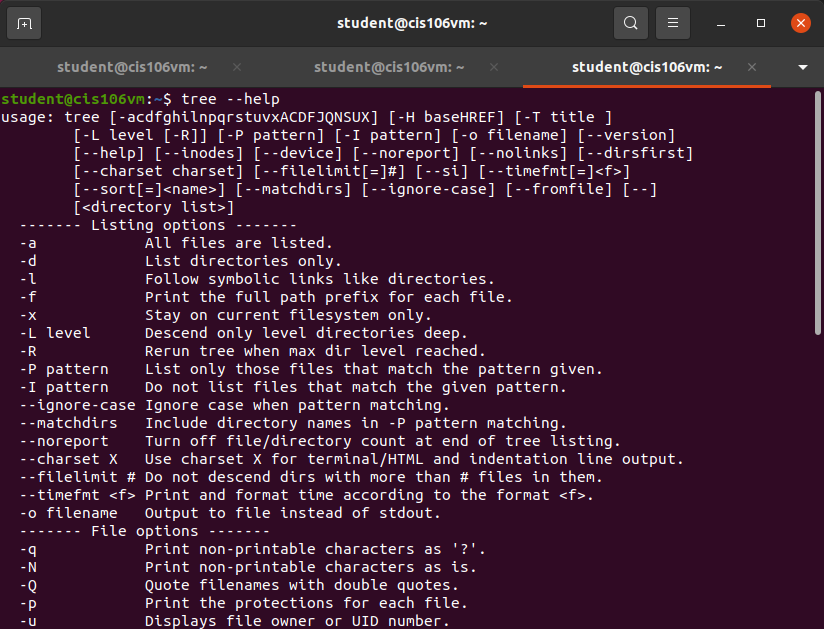 student@cis106vm: ~
student@cis106vm: ~
student@cis106vm: ~
student@cis106vm: ~
student@cis106vm:~$ tree --help
usage: tree [-acdfghilnpqrstuvxACDFJQNSUX] [-H baseHREF] [-T title ]
        [-L level [-R]] [-P pattern] [-I pattern] [-o filename] [--version]
        [--help] [--inodes] [--device] [--noreport] [--nolinks] [--dirsfirst]
        [--charset charset] [--filelimit[=]#] [--si] [--timefmt[=]<f>]
        [--sort[=]<name>] [--matchdirs] [--ignore-case] [--fromfile] [--]
        [<directory list>]
  ------- Listing options -------
  -a            All files are listed.
  -d            List directories only.
  -l            Follow symbolic links like directories.
  -f            Print the full path prefix for each file.
  -x            Stay on current filesystem only.
  -L level      Descend only level directories deep.
  -R            Rerun tree when max dir level reached.
  -P pattern    List only those files that match the pattern given.
  -I pattern    Do not list files that match the given pattern.
  --ignore-case Ignore case when pattern matching.
  --matchdirs   Include directory names in -P pattern matching.
  --noreport    Turn off file/directory count at end of tree listing.
  --charset X   Use charset X for terminal/HTML and indentation line output.
  --filelimit # Do not descend dirs with more than # files in them.
  --timefmt <f> Print and format time according to the format <f>.
  -o filename   Output to file instead of stdout.
  ------- File options -------
  -q            Print non-printable characters as '?'.
  -N            Print non-printable characters as is.
  -Q            Quote filenames with double quotes.
  -p            Print the protections for each file.
  -u            Displays file owner or UID number.